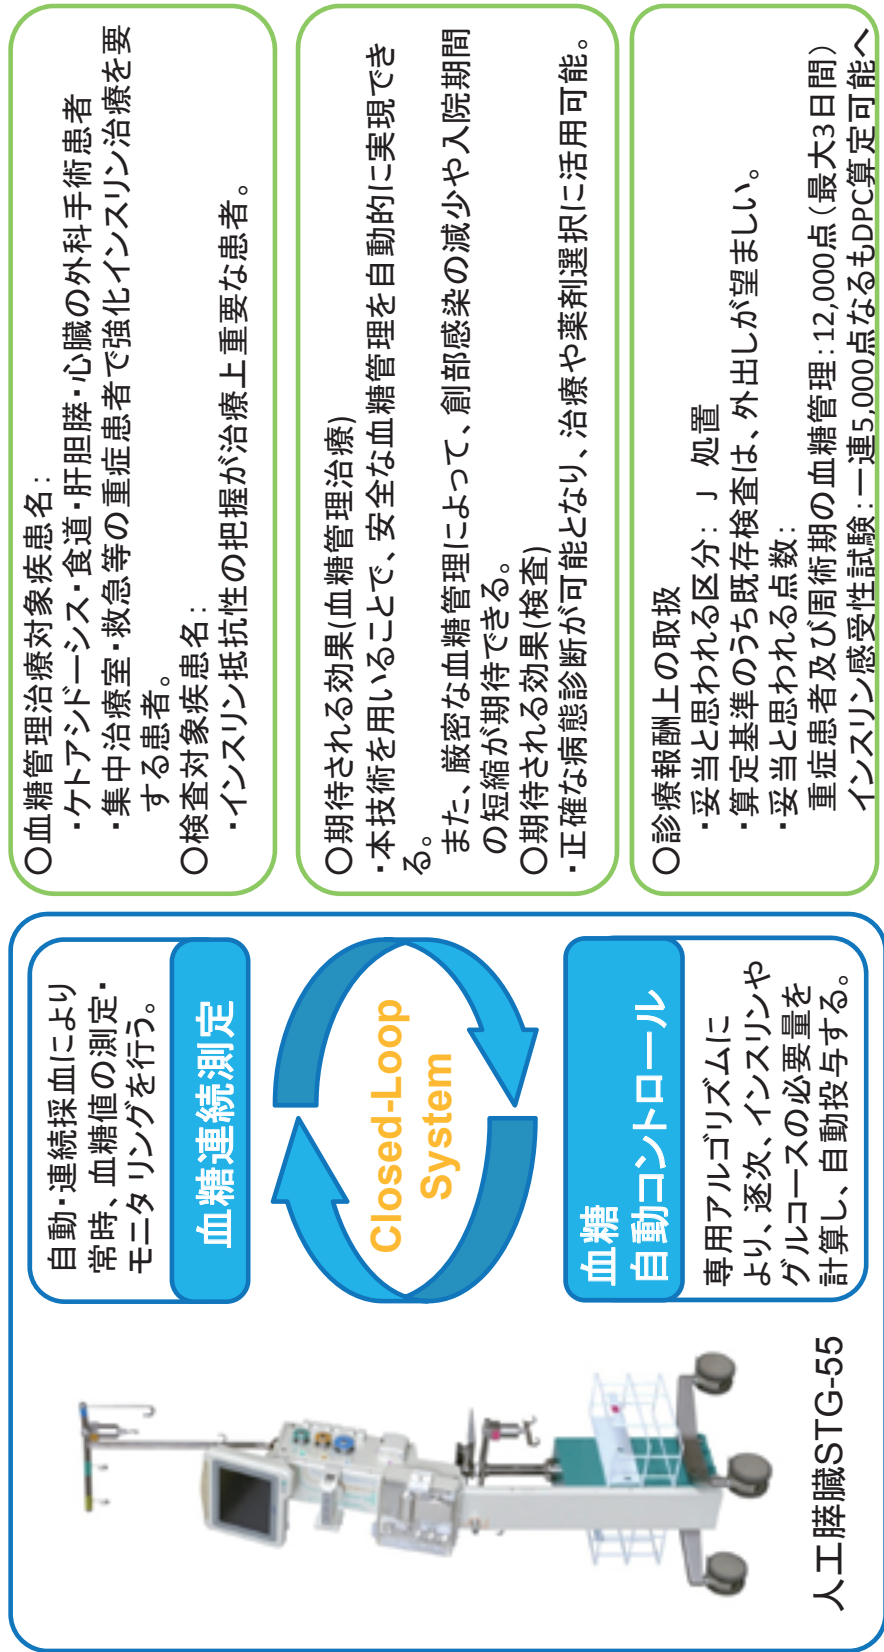 自動・連続採血により
常時、血糖値の測定・
モニタリングを行う。
血糖連続測定
Closed-Loop
System
血糖
自動コントロール
専用アルゴリズムに
より、逐次、インスリンや
グルコースの必要量を
計算し、自動投与する。
人工膵臓STG-55
○血糖管理治療対象疾患名：
・ケトアシドーシス・食道・肝胆膵・心臓の外科手術患者
・集中治療室・救急等の重症患者で強化インスリン治療を要
する患者。
○検査対象疾患名：
・インスリン抵抗性の把握が治療上重要な患者。
○期待される効果(血糖管理治療)
・本技術を用いることで、安全な血糖管理を自動的に実現でき
る。
また、厳密な血糖管理によって、創部感染の減少や入院期間
の短縮が期待できる。
○期待される効果(検査)
・正確な病態診断が可能となり、治療や薬剤選択に活用可能。
○診療報酬上の取扱
・妥当と思われる区分：Ｊ 処置
・算定基準のうち既存検査は、外出しが望ましい。
・妥当と思われる点数：
重症患者及び周術期の血糖管理：12,000点（最大3日間）
インスリン感受性試験：一連5,000点なるもDPC算定可能へ